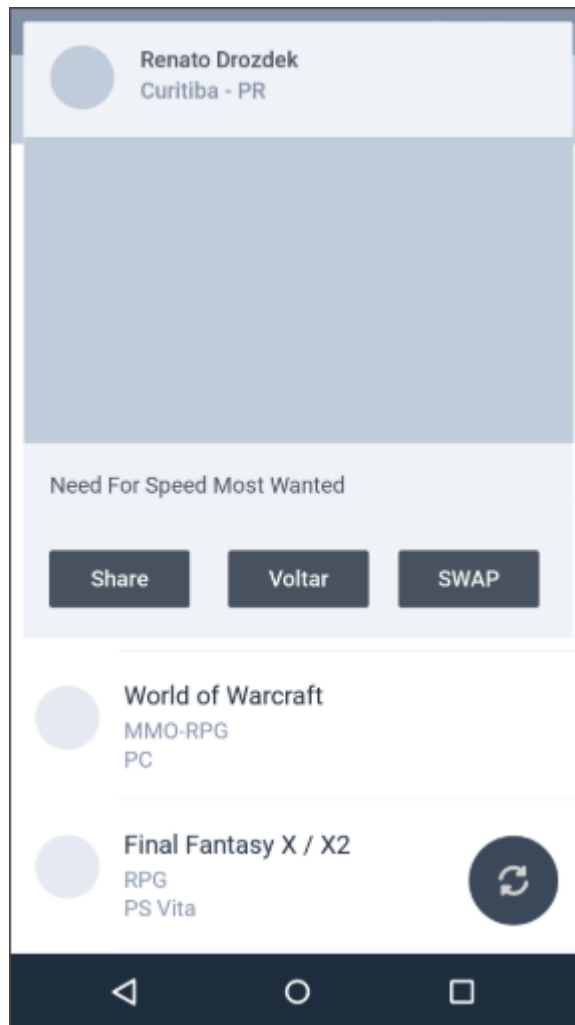 Renato Drozdek
Curitiba - PR
Need For Speed Most Wanted
Share Voltar SWAP
World of Warcraft
MMO-RPG
PC
Final Fantasy X / X2
RPG
PS Vita